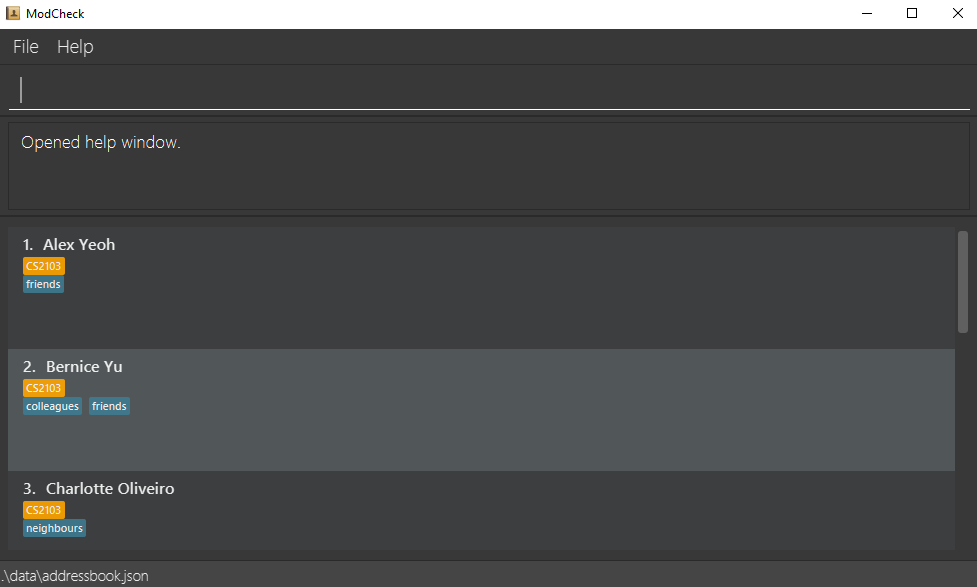 ModCheck
File Help
Opened help window.
1. Alex Yeoh
CS2103
friends
2. Bernice Yu
CS2103
colleagues friends
3. Charlotte Oliveiro
CS2103
neighbours
.\data\addressbook.json